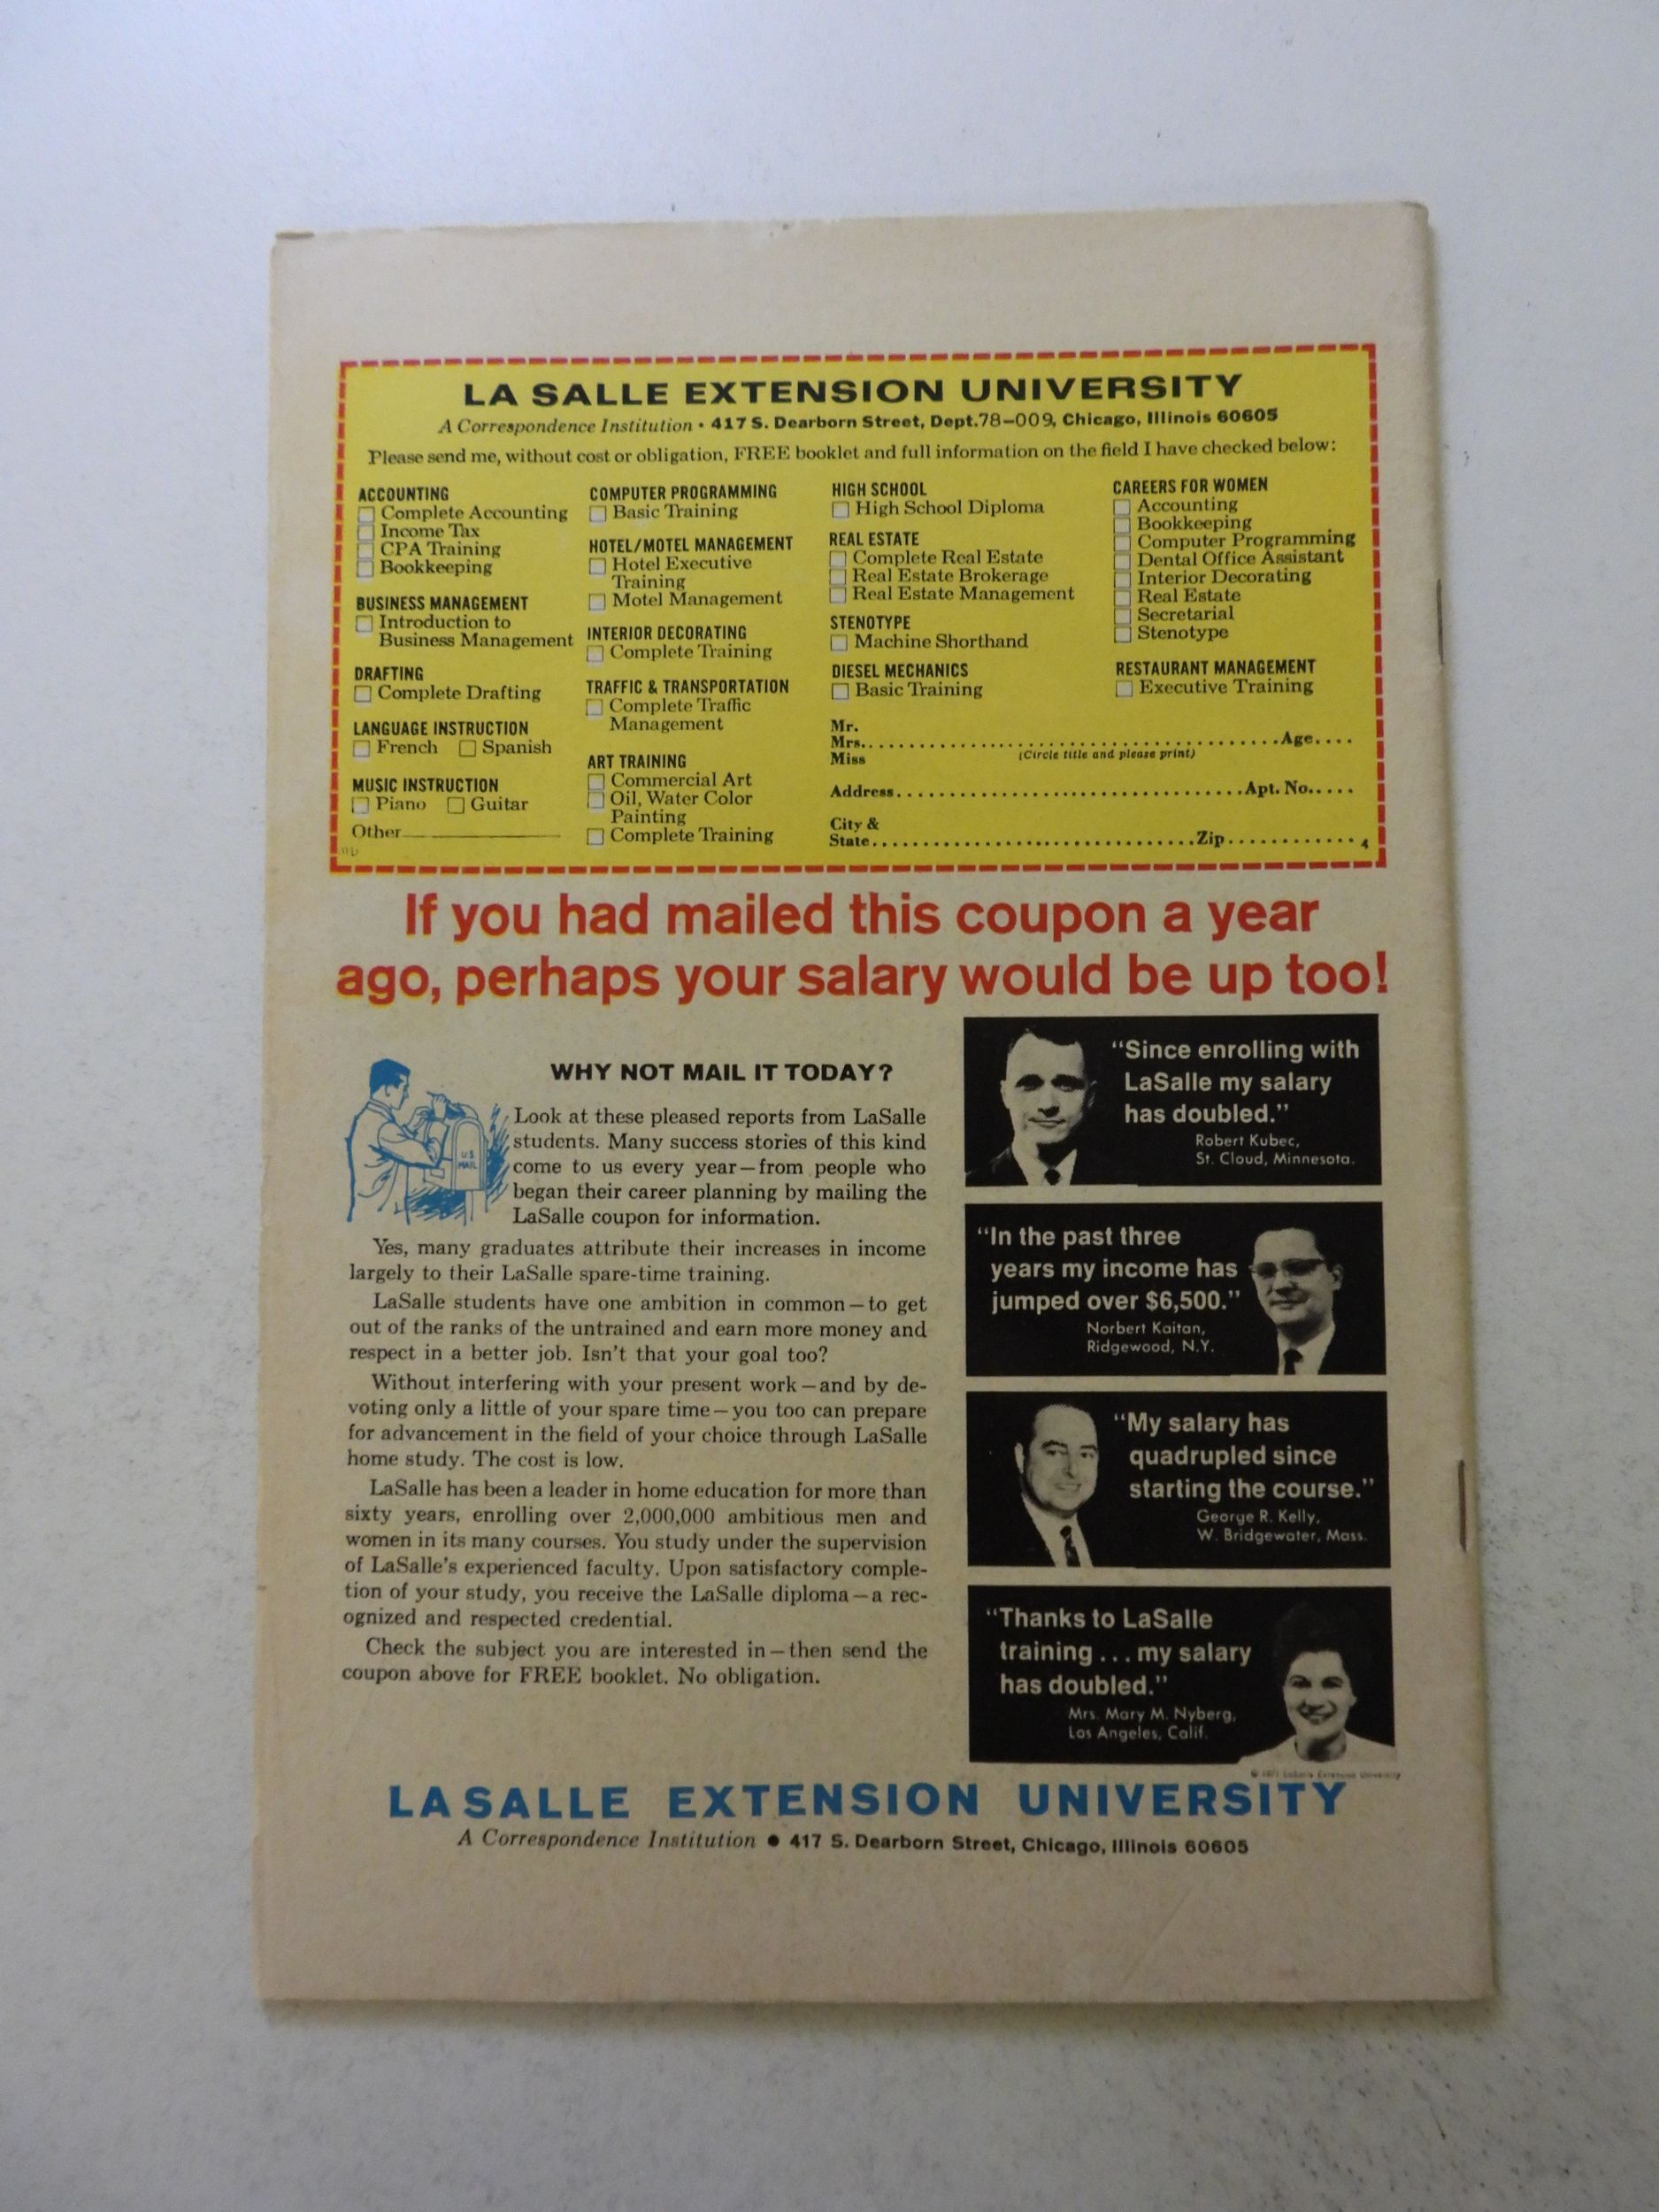 LA SALLE EXTENSION UNIVERSITY
A Correspondence Institution • 417 S. Dearborn Street, Dept.78-009, Chicago, Illinois 60605
Please send me, without cost or obligation, FREE booklet and full information on the field I have checked below:
ACCOUNTING
Complete Accounting
Income Tax
CPA Training
Bookkeeping
BUSINESS MANAGEMENT
Introduction to
Business Management
DRAFTING
Complete Drafting
LANGUAGE INSTRUCTION
French Spanish
MUSIC INSTRUCTION
Piano Guitar
Other
COMPUTER PROGRAMMING
Basic Training
HOTEL/MOTEL MANAGEMENT
Hotel Executive
Training
Motel Management
INTERIOR DECORATING
Complete Training
TRAFFIC & TRANSPORTATION
Complete Traffic
Management
ART TRAINING
Commercial Art
Oil, Water Color
Painting
Complete Training
HIGH SCHOOL
High School Diploma
REAL ESTATE
Complete Real Estate
Real Estate Brokerage
Real Estate Management
STENOTYPE
Machine Shorthand
DIESEL MECHANICS
Basic Training
CAREERS FOR WOMEN
Accounting
Bookkeeping
Computer Programming
Dental Office Assistant
Interior Decorating
Real Estate
Secretarial
Stenotype
RESTAURANT MANAGEMENT
Executive Training
Mr.
Mrs. Age
Miss (Circle title and please print)
Address Apt. No.
City &
State Zip 4
If you had mailed this coupon a year
ago, perhaps your salary would be up too!
WHY NOT MAIL IT TODAY?
U.S.
MAIL
Look at these pleased reports from LaSalle
students. Many success stories of this kind
come to us every year—from people who
began their career planning by mailing the
LaSalle coupon for information.
Yes, many graduates attribute their increases in income
largely to their LaSalle spare-time training.
LaSalle students have one ambition in common—to get
out of the ranks of the untrained and earn more money and
respect in a better job. Isn't that your goal too?
Without interfering with your present work—and by de-
voting only a little of your spare time—you too can prepare
for advancement in the field of your choice through LaSalle
home study. The cost is low.
LaSalle has been a leader in home education for more than
sixty years, enrolling over 2,000,000 ambitious men and
women in its many courses. You study under the supervision
of LaSalle's experienced faculty. Upon satisfactory comple-
tion of your study, you receive the LaSalle diploma—a rec-
ognized and respected credential.
Check the subject you are interested in—then send the
coupon above for FREE booklet. No obligation.
"Since enrolling with
LaSalle my salary
has doubled."
Robert Kubec,
St. Cloud, Minnesota.
"In the past three
years my income has
jumped over $6,500."
Norbert Kaitan,
Ridgewood, N.Y.
"My salary has
quadrupled since
starting the course."
George R. Kelly,
W. Bridgewater, Mass.
"Thanks to LaSalle
training... my salary
has doubled."
Mrs. Mary M. Nyberg,
Los Angeles, Calif.
© 1971 LaSalle Extension University
LASALLE EXTENSION UNIVERSITY
A Correspondence Institution • 417 S. Dearborn Street, Chicago, Illinois 60605